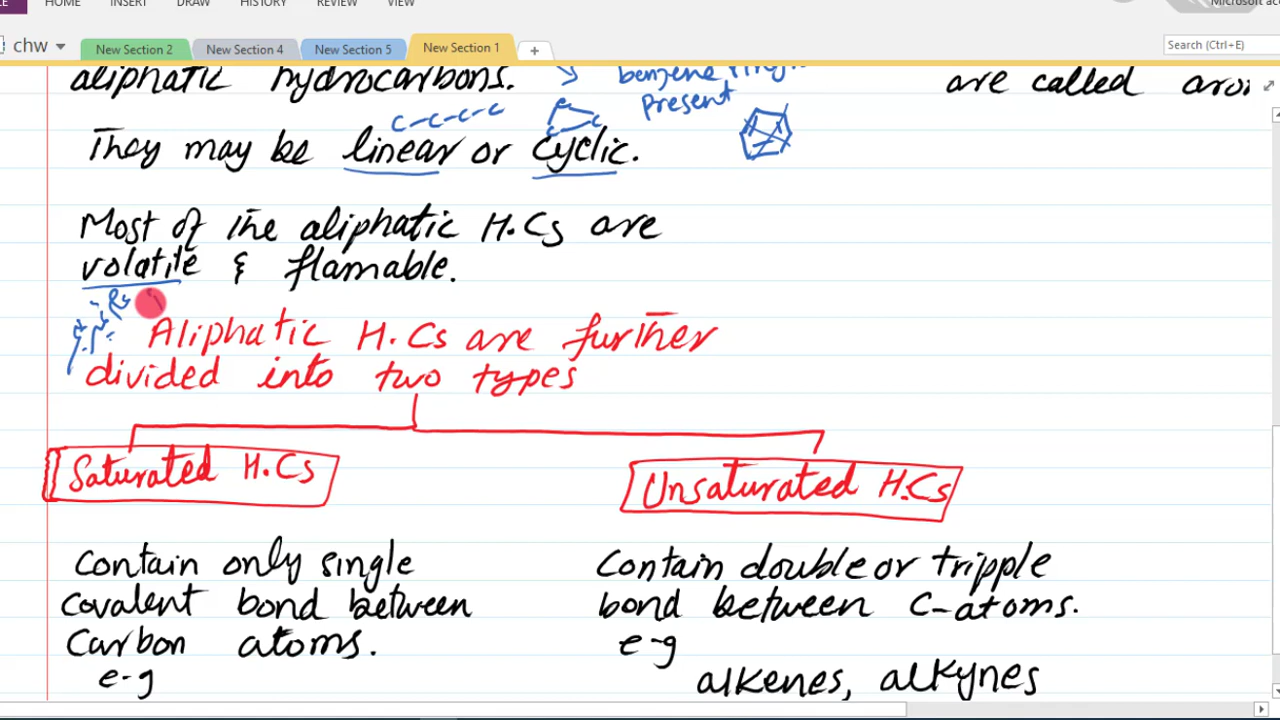 HOME INSERT DRAW HISTORY REVIEW VIEW
chw New Section 2 New Section 4 New Section 5 New Section 1 + Search (Ctrl+E)
aliphatic hydrocarbons. benzene are called
present
c-c-c-c
They may be linear or cyclic.
Most of the aliphatic H.Cs are
volatile & flamable.
Aliphatic H.Cs are further
divided into two types
Saturated H.Cs
Unsaturated H.Cs
Contain only single
Covalent bond between
Carbon atoms.
e-g
Contain double or tripple
bond between C-atoms.
e-g
alkenes, alkynes